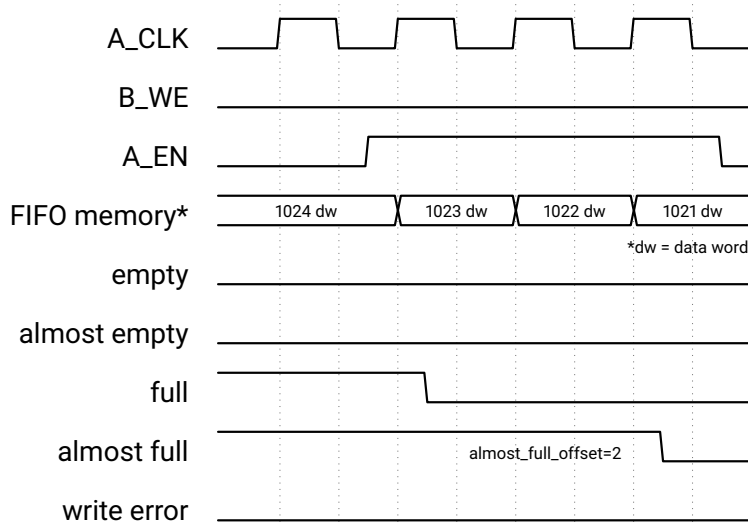 A_CLK
B_WE
A_EN
FIFO memory* 1024 dw 1023 dw 1022 dw 1021 dw
*dw = data word
empty
almost empty
full
almost full almost_full_offset=2
write error